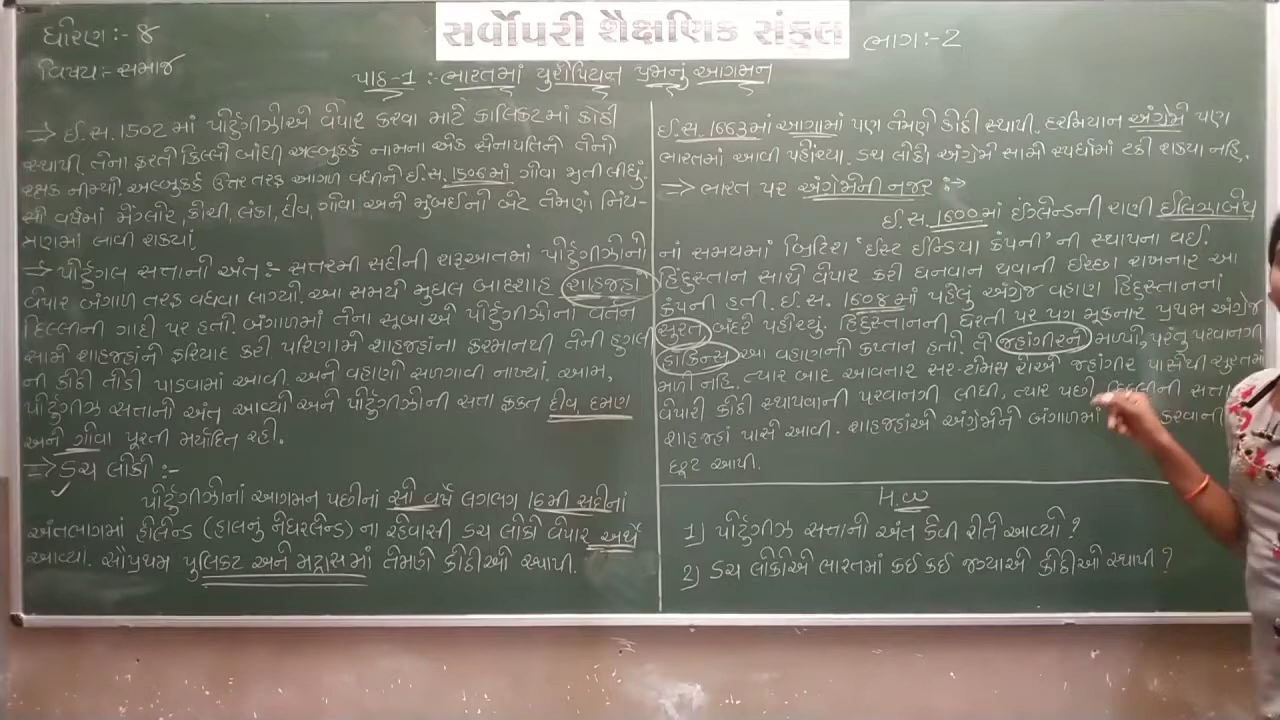 સર્વોપરી શૈક્ષણિક સંકુલ
ધોરણ:- ૪
વિષય:- સમાજ
ભાગ:-2
પાઠ-1 : ભારતમાં યુરોપિયન પ્રજાનું આગમન
=> ઈ.સ.1502 માં પોર્ટુગીઝોએ વેપાર કરવા માટે કાલિકટમાં કોઠી
સ્થાપી. તેના ફરતો કિલ્લો બાંધી અલ્બુકર્ક નામના એક સેનાપતિને તેનો
રક્ષક નીમ્યો. અલ્બુકર્ક ઉત્તર તરફ આગળ વધીને ઈ.સ. 1506માં ગોવા જીતી લીધું.
સો વર્ષમાં મેંગ્લોર, કોચી, લંકા, દીવ, ગોવા અને મુંબઈનો બેટ તેમણા નિયં-
ત્રણમાં લાવી શક્યાં.
=> પોર્ટુગલ સત્તાનો અંત:- સત્તરમી સદીની શરૂઆતમાં પોર્ટુગીઝોનો
વેપાર બંગાળ તરફ વધવા લાગ્યો. આ સમયે મુઘલ બાદશાહ શાહજહાં
દિલ્લીની ગાદી પર હતો. બંગાળમાં તેના સૂબાએ પોર્ટુગીઝોના વર્તન
સામે શાહજહાંને ફરિયાદ કરી પરિણામે શાહજહાંના ફરમાનથી તેની હુગલી
ની કોઠી તોડી પાડવામાં આવી. અને વહાણો સળગાવી નાખ્યાં. આમ,
પોર્ટુગીઝ સત્તાનો અંત આવ્યો અને પોર્ટુગીઝોની સત્તા ફક્ત દીવ, દમણ
અને ગોવા પૂરતી મર્યાદિત રહી.
=> ડચ લોકો :-
પોર્ટુગીઝોનાં આગમન પછીનાં સો વર્ષે લગભગ 16મી સદીનાં
અંતભાગમાં હોલેન્ડ (હાલનું નેધરલેન્ડ) ના રહેવાસી ડચ લોકો વેપાર અર્થે
આવ્યા. સૌપ્રથમ પુલિકટ અને મદ્રાસમાં તેમણે કોઠીઓ સ્થાપી.
ઈ.સ. 1663માં આગ્રામાં પણ તેમણે કોઠી સ્થાપી. દરમિયાન અંગ્રેજો પણ
ભારતમાં આવી પહોંચ્યા. ડચ લોકો અંગ્રેજો સામે સ્પર્ધામાં ટકી શક્યા નહિ.
=> ભારત પર અંગ્રેજોની નજર :->
ઈ.સ. 1600માં ઈંગ્લેન્ડની રાણી ઈલિઝાબેથ
નાં સમયમાં બ્રિટિશ 'ઈસ્ટ ઈન્ડિયા કંપની' ની સ્થાપના થઈ.
હિંદુસ્તાન સાથે વેપાર કરી ધનવાન થવાની ઈચ્છા રાખનાર આ
કંપની હતી. ઈ.સ. 1608માં પહેલું અંગ્રેજ વહાણ હિંદુસ્તાનનાં
સુરત બંદરે પહોંચ્યું. હિંદુસ્તાનની ધરતી પર પગ મૂકનાર પ્રથમ અંગ્રેજ
હોકિન્સ આ વહાણનો કપ્તાન હતો. તે જહાંગીરને મળ્યો, પરંતુ પરવાનગી
મળી નહિ. ત્યાર બાદ આવનાર સર-ટોમસ રોએ જહાંગીર પાસેથી સુરતમાં
વેપારી કોઠી સ્થાપવાની પરવાનગી લીધી, ત્યાર પછી દિલ્લીની સત્તા
શાહજહાં પાસે આવી. શાહજહાંએ અંગ્રેજોને બંગાળમાં કરવાની
છૂટ આપી.
H.W
1) પોર્ટુગીઝ સત્તાનો અંત કેવી રીતે આવ્યો ?
2) ડચ લોકોએ ભારતમાં કઈ કઈ જગ્યાએ કોઠીઓ સ્થાપી ?